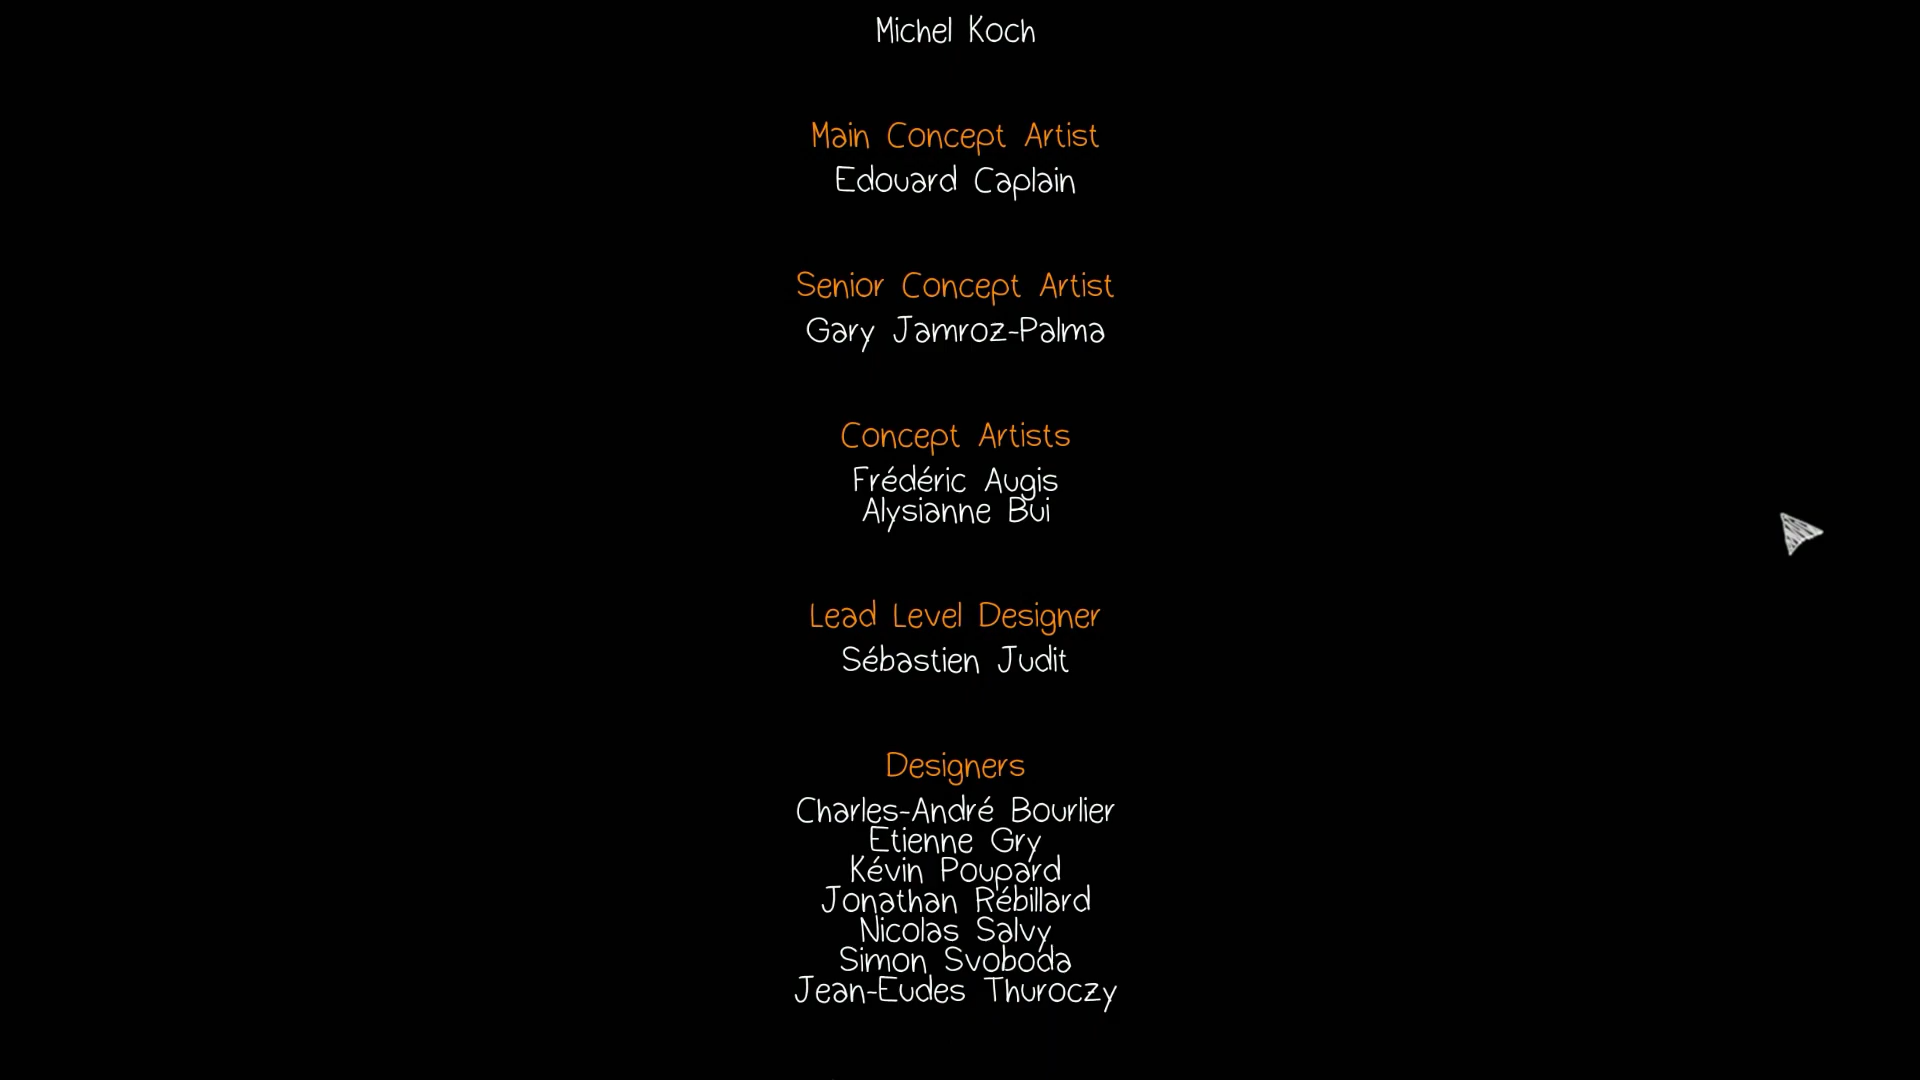 Michel Koch
Main Concept Artist
Edouard Caplain
Senior Concept Artist
Gary Jamroz-Palma
Concept Artists
Frédéric Augis
Alysianne Bui
Lead Level Designer
Sébastien Judit
Designers
Charles-André Bourlier
Etienne Gry
Kévin Poupard
Jonathan Rébillard
Nicolas Salvy
Simon Svoboda
Jean-Eudes Thuroczy